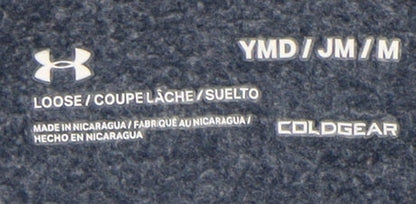 YMD / JM / M
LOOSE / COUPE LÂCHE / SUELTO
MADE IN NICARAGUA / FABRIQUÉ AU NICARAGUA /
HECHO EN NICARAGUA
COLDGEAR